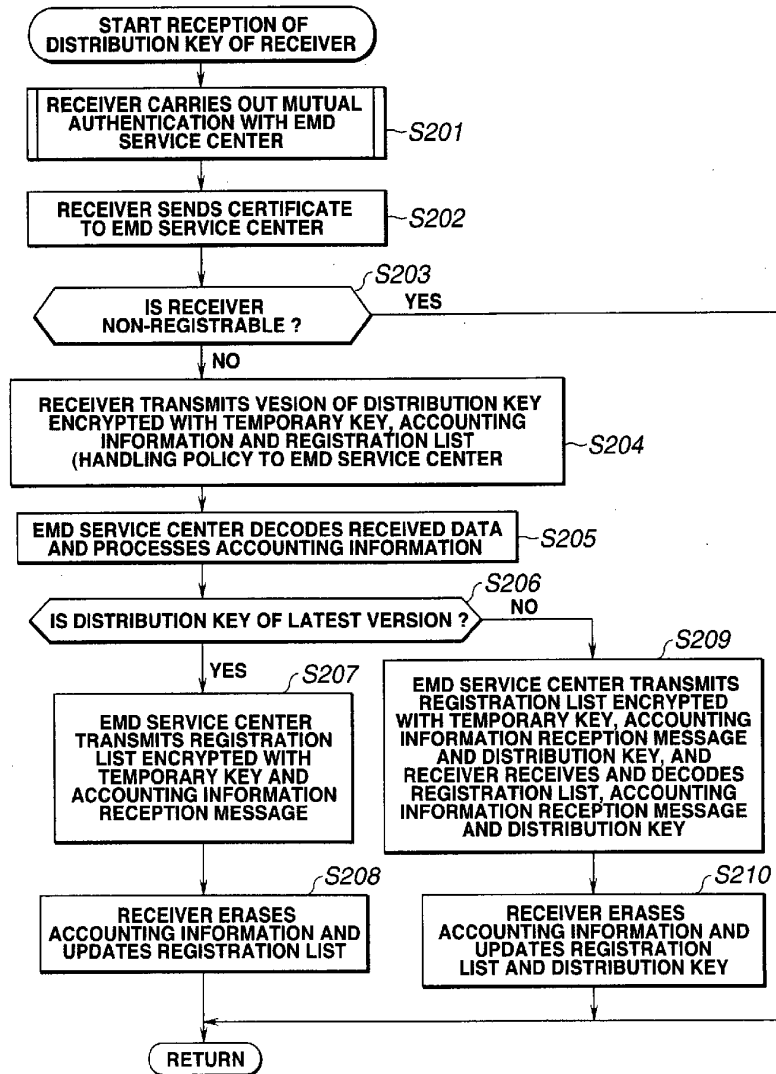 START RECEPTION OF
DISTRIBUTION KEY OF RECEIVER
RECEIVER CARRIES OUT MUTUAL
AUTHENTICATION WITH EMD
SERVICE CENTER
S201
RECEIVER SENDS CERTIFICATE
TO EMD SERVICE CENTER
S202
S203
IS RECEIVER
NON-REGISTRABLE ?
YES
NO
RECEIVER TRANSMITS VESION OF DISTRIBUTION KEY
ENCRYPTED WITH TEMPORARY KEY, ACCOUNTING
INFORMATION AND REGISTRATION LIST
(HANDLING POLICY TO EMD SERVICE CENTER
S204
EMD SERVICE CENTER DECODES RECEIVED DATA
AND PROCESSES ACCOUNTING INFORMATION
S205
S206
IS DISTRIBUTION KEY OF LATEST VERSION ?
NO
YES
S207
EMD SERVICE CENTER
TRANSMITS REGISTRATION
LIST ENCRYPTED WITH
TEMPORARY KEY AND
ACCOUNTING INFORMATION
RECEPTION MESSAGE
S209
EMD SERVICE CENTER TRANSMITS
REGISTRATION LIST ENCRYPTED
WITH TEMPORARY KEY, ACCOUNTING
INFORMATION RECEPTION MESSAGE
AND DISTRIBUTION KEY, AND
RECEIVER RECEIVES AND DECODES
REGISTRATION LIST, ACCOUNTING
INFORMATION RECEPTION MESSAGE
AND DISTRIBUTION KEY
S208
RECEIVER ERASES
ACCOUNTING INFORMATION AND
UPDATES REGISTRATION LIST
S210
RECEIVER ERASES
ACCOUNTING INFORMATION AND
UPDATES REGISTRATION
LIST AND DISTRIBUTION KEY
RETURN